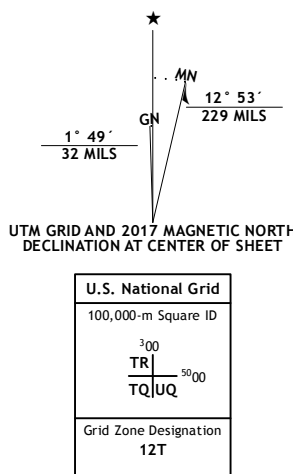 ★
MN
GN
12° 53´
229 MILS
1° 49´
32 MILS
UTM GRID AND 2017 MAGNETIC NORTH
DECLINATION AT CENTER OF SHEET
U.S. National Grid
100,000-m Square ID
³00
TR
⁵⁰00
TQ UQ
Grid Zone Designation
12T